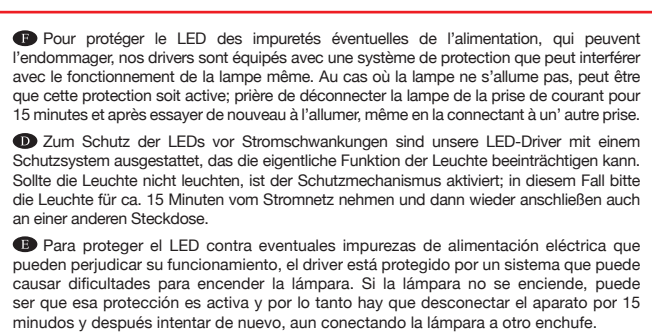 F Pour protéger le LED des impuretés éventuelles de l'alimentation, qui peuvent
l'endommager, nos drivers sont équipés avec une système de protection que peut interférer
avec le fonctionnement de la lampe même. Au cas où la lampe ne s'allume pas, peut être
que cette protection soit active; prière de déconnecter la lampe de la prise de courant pour
15 minutes et après essayer de nouveau à l'allumer, même en la connectant à un' autre prise.
D Zum Schutz der LEDs vor Stromschwankungen sind unsere LED-Driver mit einem
Schutzsystem ausgestattet, das die eigentliche Funktion der Leuchte beeinträchtigen kann.
Sollte die Leuchte nicht leuchten, ist der Schutzmechanismus aktiviert; in diesem Fall bitte
die Leuchte für ca. 15 Minuten vom Stromnetz nehmen und dann wieder anschließen auch
an einer anderen Steckdose.
E Para proteger el LED contra eventuales impurezas de alimentación eléctrica que
pueden perjudicar su funcionamiento, el driver está protegido por un sistema que puede
causar dificultades para encender la lámpara. Si la lámpara no se enciende, puede
ser que esa protección es activa y por lo tanto hay que desconectar el aparato por 15
minudos y después intentar de nuevo, aun conectando la lámpara a otro enchufe.